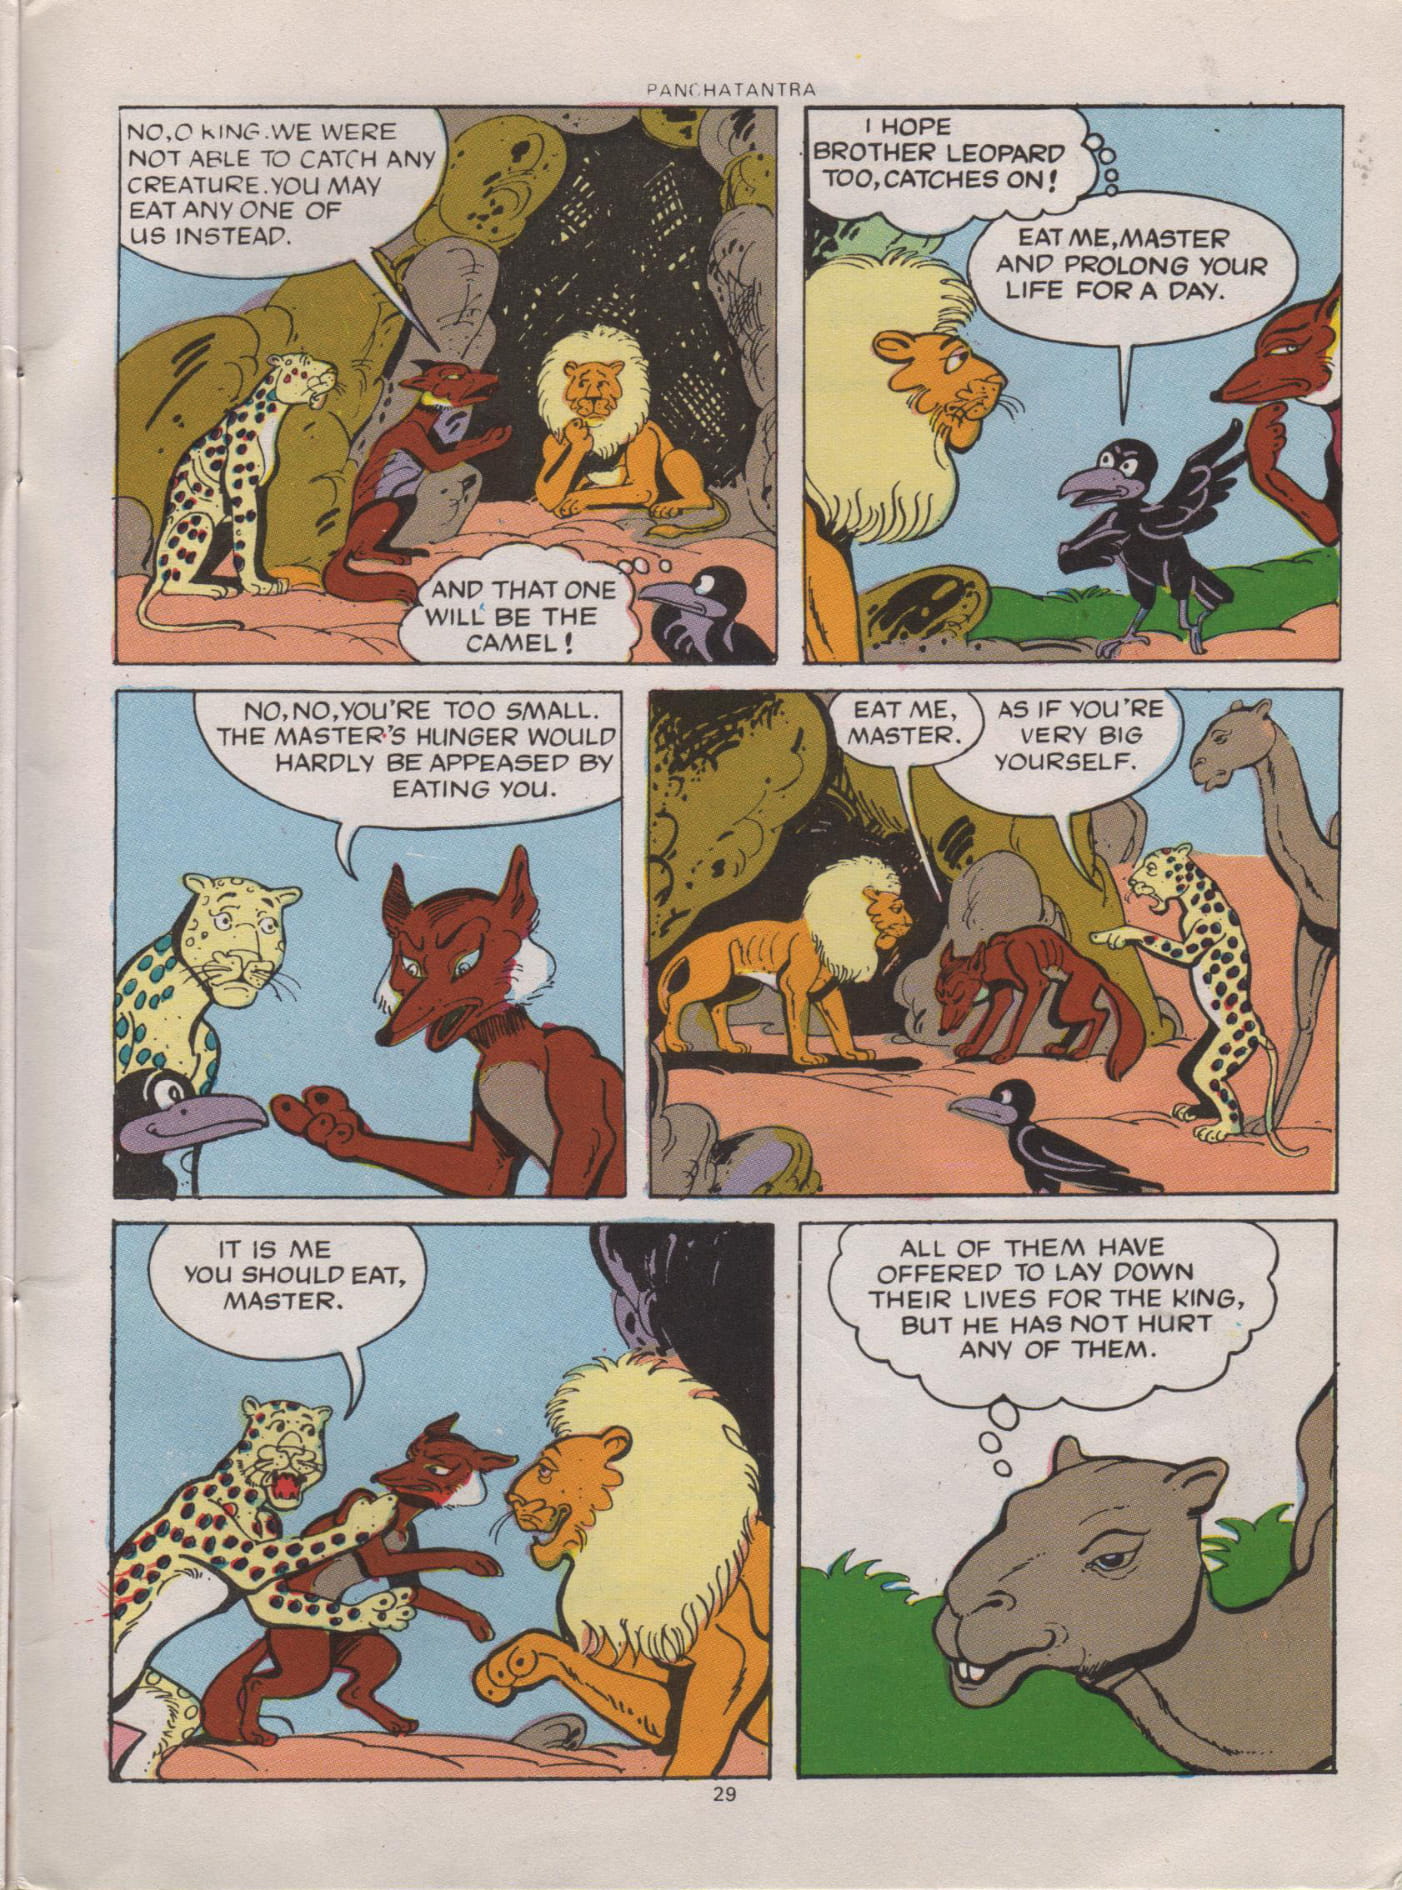 PANCHATANTRA
NO, O KING. WE WERE
NOT ABLE TO CATCH ANY
CREATURE. YOU MAY
EAT ANY ONE OF
US INSTEAD.
AND THAT ONE
WILL BE THE
CAMEL!
I HOPE
BROTHER LEOPARD
TOO, CATCHES ON!
EAT ME, MASTER
AND PROLONG YOUR
LIFE FOR A DAY.
NO, NO, YOU'RE TOO SMALL.
THE MASTER'S HUNGER WOULD
HARDLY BE APPEASED BY
EATING YOU.
EAT ME,
MASTER.
AS IF YOU'RE
VERY BIG
YOURSELF.
IT IS ME
YOU SHOULD EAT,
MASTER.
ALL OF THEM HAVE
OFFERED TO LAY DOWN
THEIR LIVES FOR THE KING,
BUT HE HAS NOT HURT
ANY OF THEM.
29